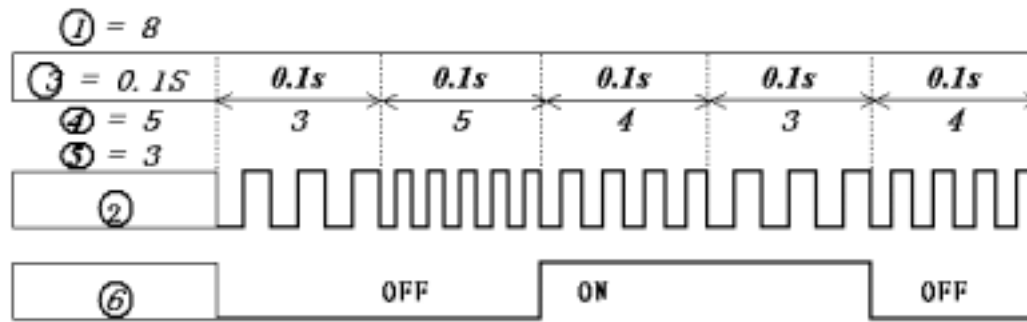 ① = 8
③ = 0.1S 0.1s 0.1s 0.1s 0.1s 0.1s
④ = 5 3 5 4 3 4
⑤ = 3
②
⑥ OFF ON OFF